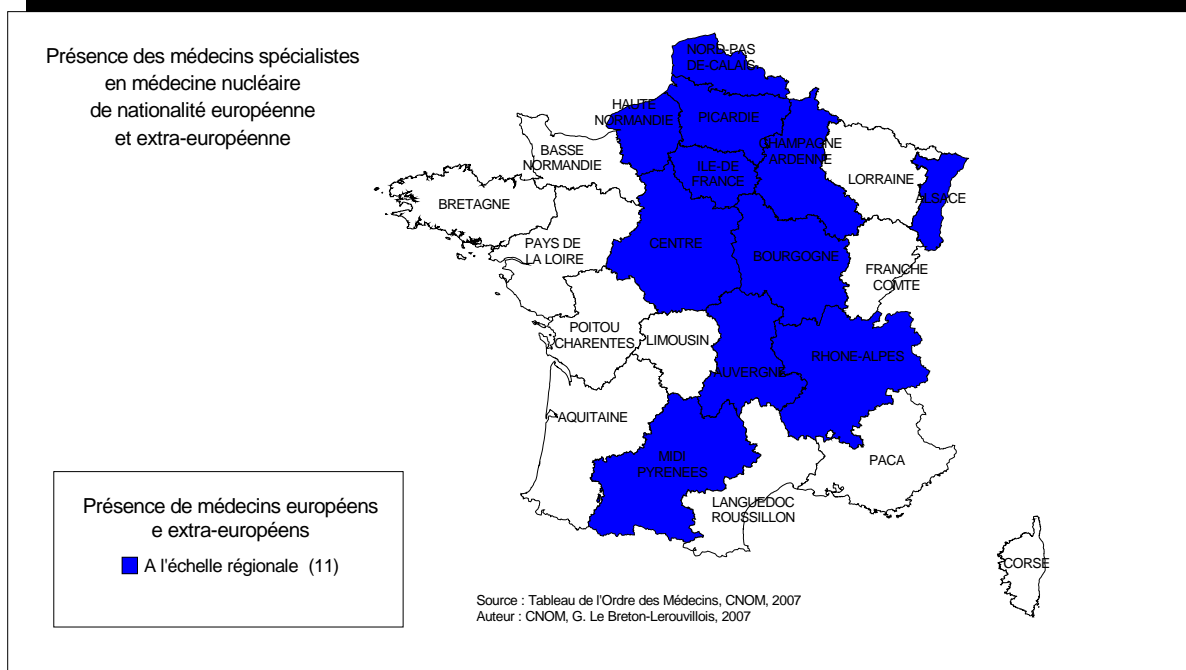 Présence des médecins spécialistes
en médecine nucléaire
de nationalité européenne
et extra-européenne
NORD-PAS
DE-CALAIS
HAUTE
NORMANDIE
PICARDIE
CHAMPAGNE
ARDENNE
BASSE
NORMANDIE
ILE-DE
FRANCE
LORRAINE
ALSACE
BRETAGNE
PAYS DE
LA LOIRE
CENTRE
BOURGOGNE
FRANCHE
COMTE
POITOU
CHARENTES
LIMOUSIN
AUVERGNE
RHONE-ALPES
AQUITAINE
MIDI
PYRENEES
PACA
LANGUEDOC
ROUSSILLON
CORSE
Présence de médecins européens
e extra-européens
A l'échelle régionale (11)
Source : Tableau de l'Ordre des Médecins, CNOM, 2007
Auteur : CNOM, G. Le Breton-Lerouvillois, 2007